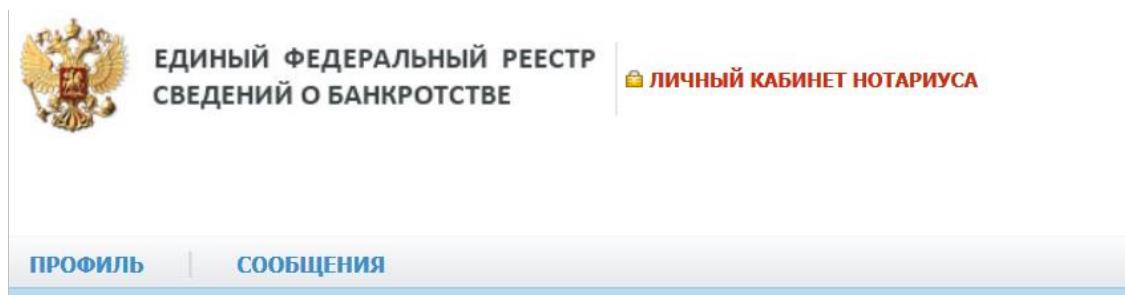 ЕДИНЫЙ ФЕДЕРАЛЬНЫЙ РЕЕСТР
СВЕДЕНИЙ О БАНКРОТСТВЕ
ЛИЧНЫЙ КАБИНЕТ НОТАРИУСА
ПРОФИЛЬ
СООБЩЕНИЯ